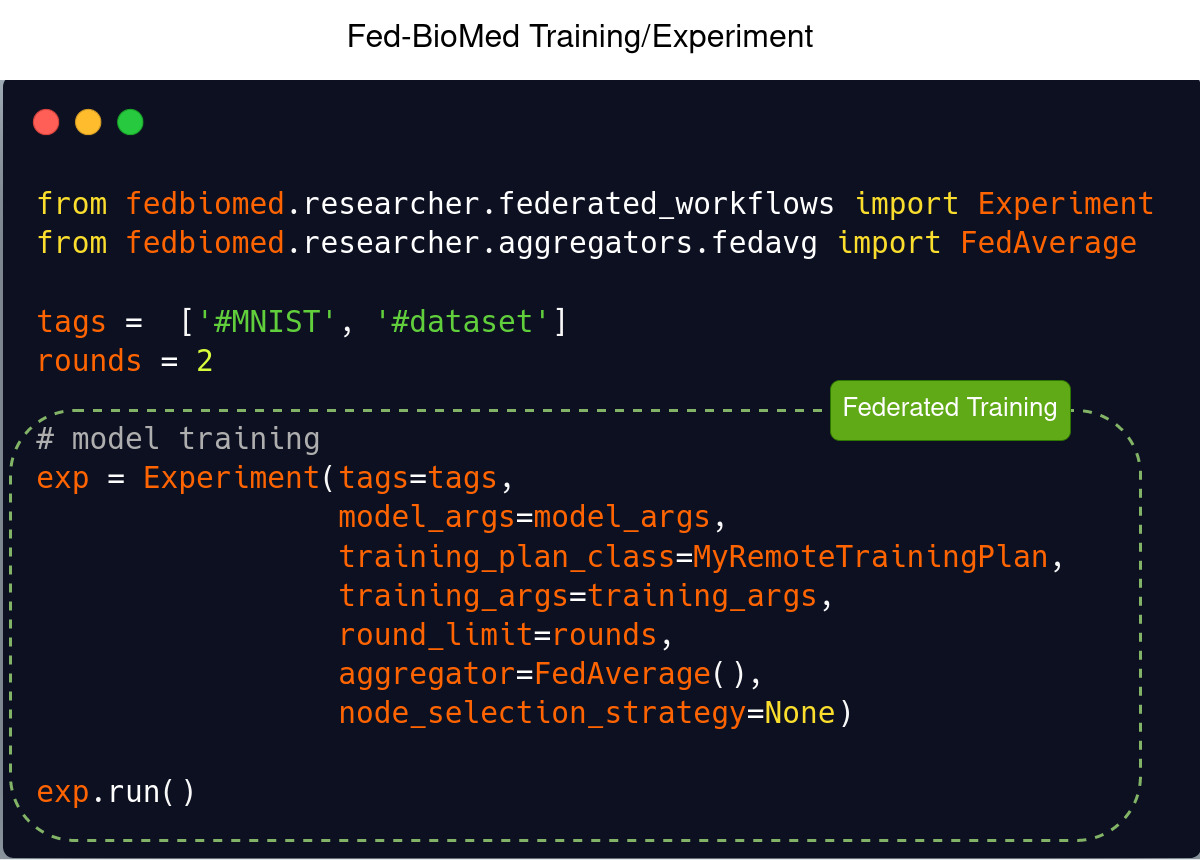 Fed-BioMed Training/Experiment
from fedbiomed.researcher.federated_workflows import Experiment
from fedbiomed.researcher.aggregators.fedavg import FedAverage
tags =  ['#MNIST', '#dataset']
rounds = 2
Federated Training
# model training
exp = Experiment(tags=tags,
                 model_args=model_args,
                 training_plan_class=MyRemoteTrainingPlan,
                 training_args=training_args,
                 round_limit=rounds,
                 aggregator=FedAverage(),
                 node_selection_strategy=None)
exp.run()